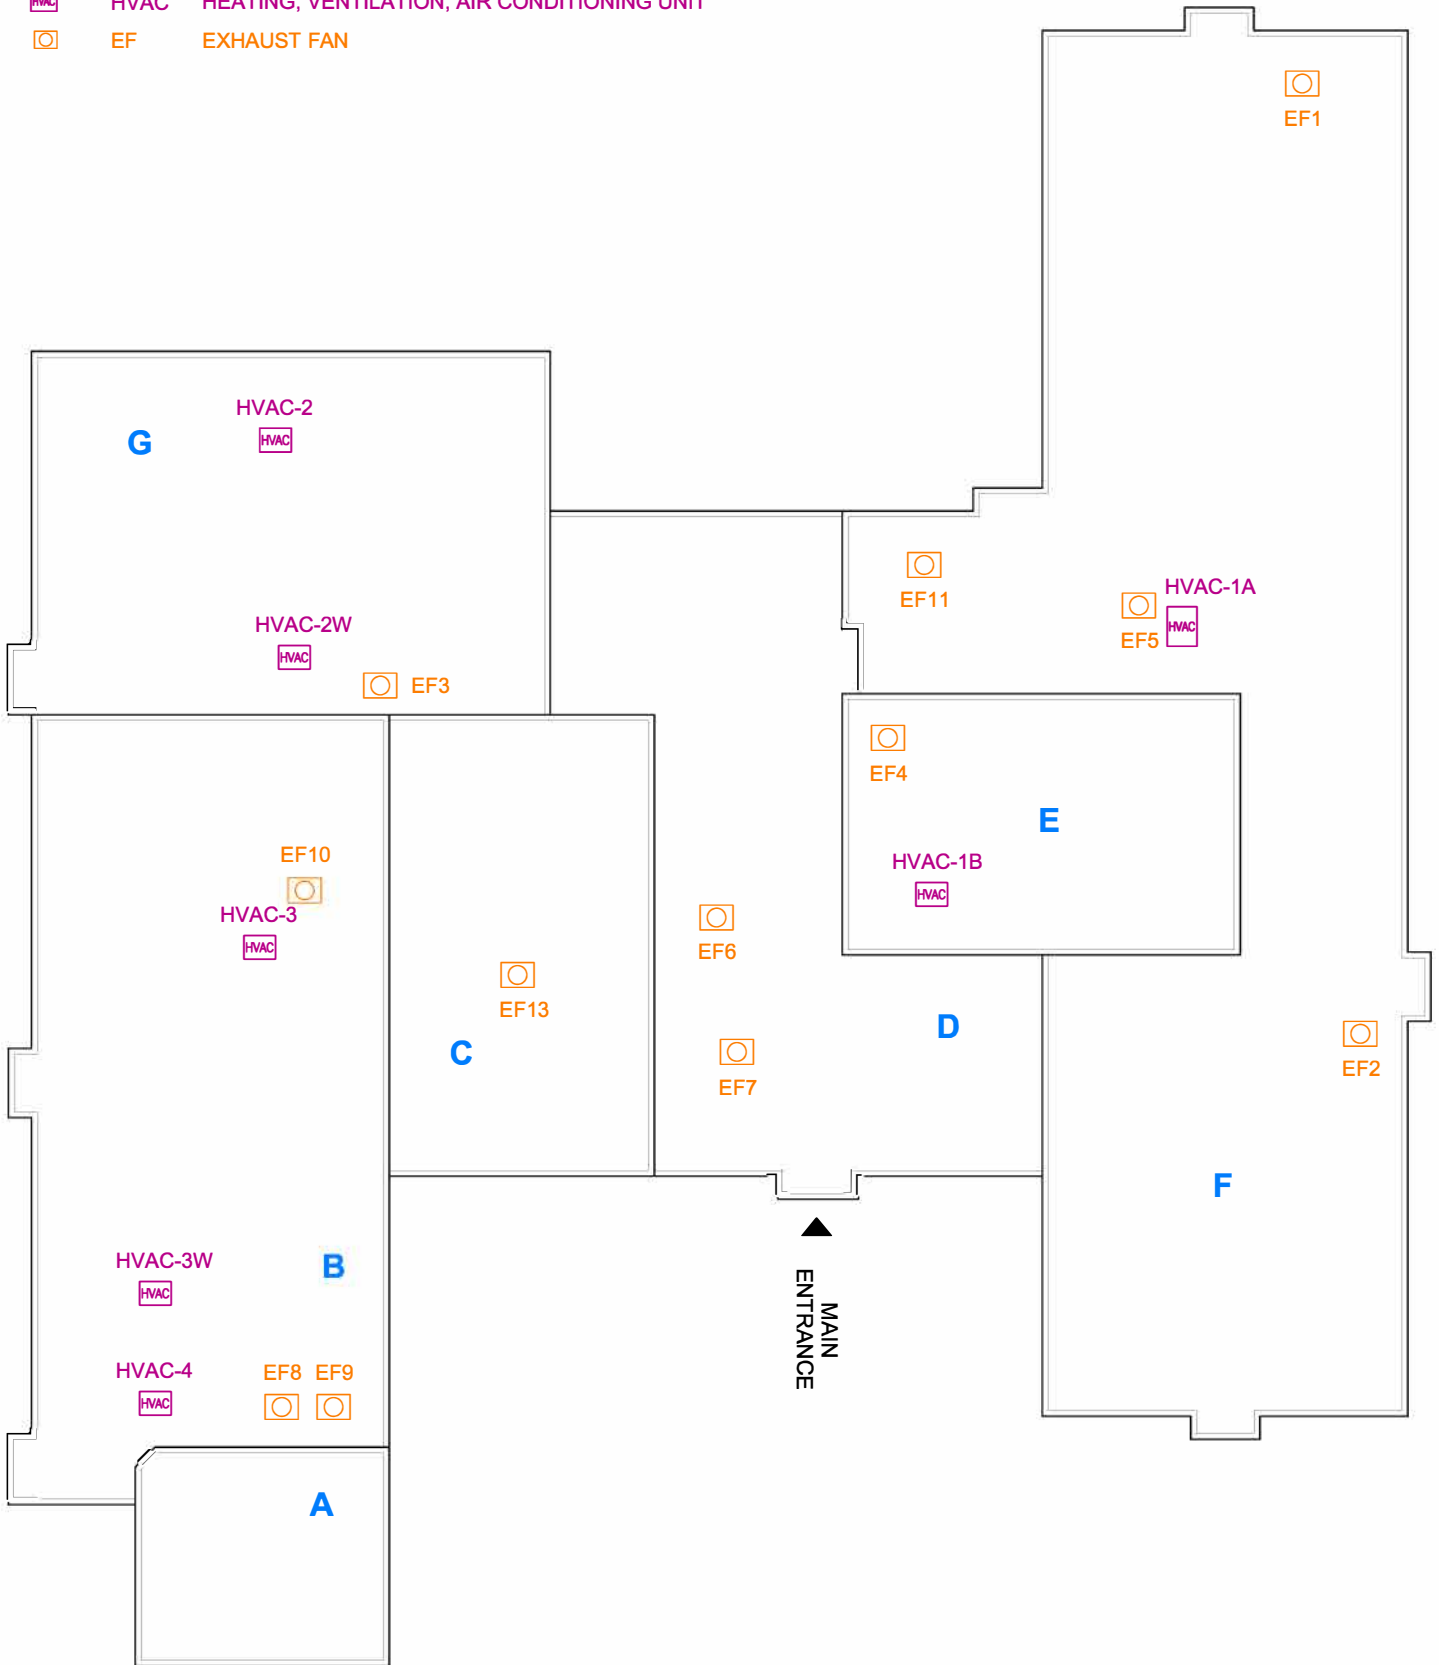 HVAC HVAC HEATING, VENTILATION, AIR CONDITIONING UNIT
EF EXHAUST FAN
EF1
HVAC-2
HVAC
G
EF11
HVAC-1A
HVAC
EF5
HVAC-2W
HVAC
EF3
EF4
E
HVAC-1B
HVAC
EF10
HVAC-3
HVAC
EF6
EF13
C
D
EF7
EF2
F
HVAC-3W
HVAC
B
MAIN
ENTRANCE
HVAC-4
HVAC
EF8 EF9
A